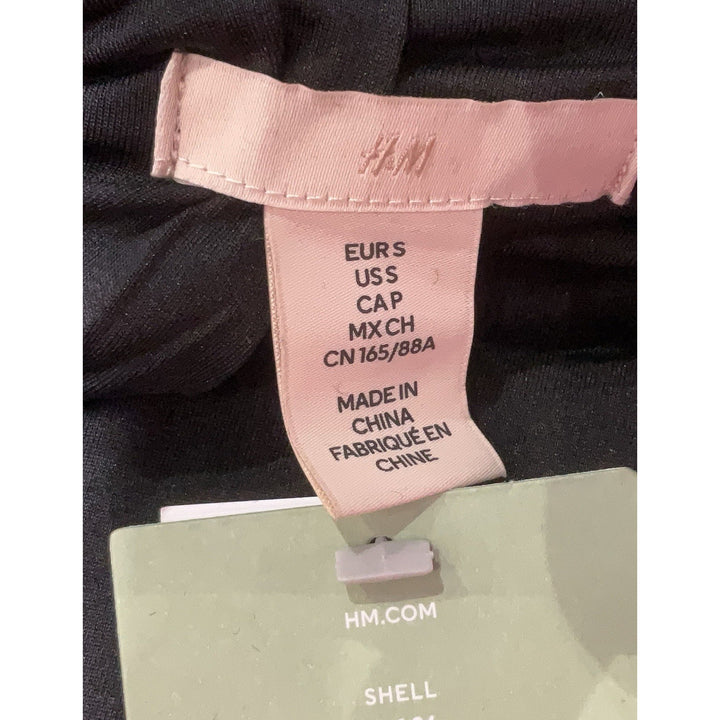 H&M
EUR S
US S
CA P
MX CH
CN 165/88A
MADE IN
CHINA
FABRIQUÉ EN
CHINE
HM.COM
SHELL